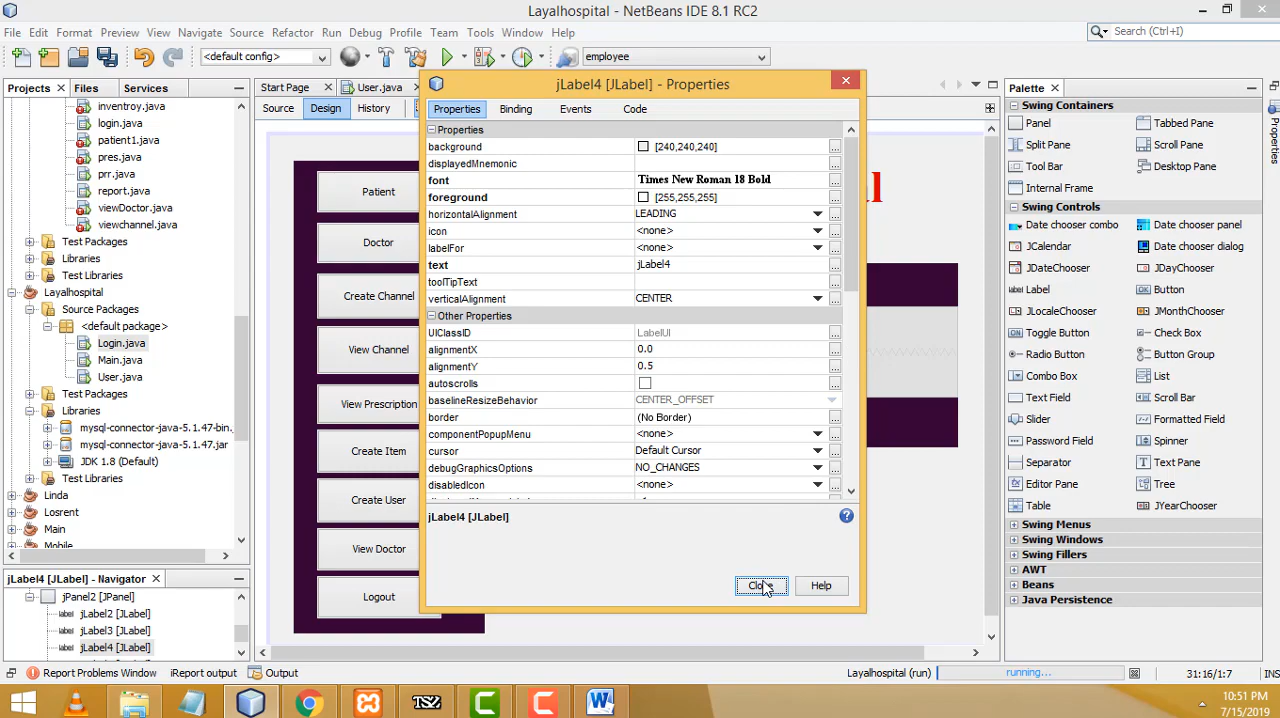 Layalhospital - NetBeans IDE 8.1 RC2
File Edit Format Preview View Navigate Source Refactor Run Debug Profile Team Tools Window Help
Search (Ctrl+I)
<default config>
employee
Projects Files Services
inventroy.java
login.java
patient1.java
pres.java
prr.java
report.java
viewDoctor.java
viewchannel.java
Test Packages
Libraries
Test Libraries
Layalhospital
Source Packages
<default package>
Login.java
Main.java
User.java
Test Packages
Libraries
mysql-connector-java-5.1.47-bin.
mysql-connector-java-5.1.47.jar
JDK 1.8 (Default)
Test Libraries
Linda
Losrent
Main
Mobile
jLabel4 [JLabel] - Navigator
jPanel2 [JPanel]
label jLabel2 [JLabel]
label jLabel3 [JLabel]
label jLabel4 [JLabel]
Start Page User.java
Source Design History
Patient
Doctor
Create Channel
View Channel
View Prescription
Create Item
Create User
View Doctor
Logout
al
jLabel4 [JLabel] - Properties
Properties Binding Events Code
Properties
background [240,240,240] ...
displayedMnemonic ...
font Times New Roman 18 Bold ...
foreground [255,255,255] ...
horizontalAlignment LEADING ...
icon <none> ...
labelFor <none> ...
text jLabel4 ...
toolTipText ...
verticalAlignment CENTER ...
Other Properties
UIClassID LabelUI ...
alignmentX 0.0 ...
alignmentY 0.5 ...
autoscrolls ...
baselineResizeBehavior CENTER_OFFSET ...
border (No Border) ...
componentPopupMenu <none> ...
cursor Default Cursor ...
debugGraphicsOptions NO_CHANGES ...
disabledIcon <none> ...
jLabel4 [JLabel]
Close Help
Palette
Swing Containers
Panel Tabbed Pane
Split Pane Scroll Pane
Tool Bar Desktop Pane
Internal Frame
Swing Controls
Date chooser combo Date chooser panel
JCalendar Date chooser dialog
JDateChooser JDayChooser
label Label Button
JLocaleChooser JMonthChooser
Toggle Button Check Box
Radio Button Button Group
Combo Box List
Text Field Scroll Bar
Slider Formatted Field
Password Field Spinner
Separator Text Pane
Editor Pane Tree
Table JYearChooser
Swing Menus
Swing Windows
Swing Fillers
AWT
Beans
Java Persistence
Properties
Report Problems Window iReport output Output
Layalhospital (run) running... 31:16/1:7 INS
10:51 PM
7/15/2019